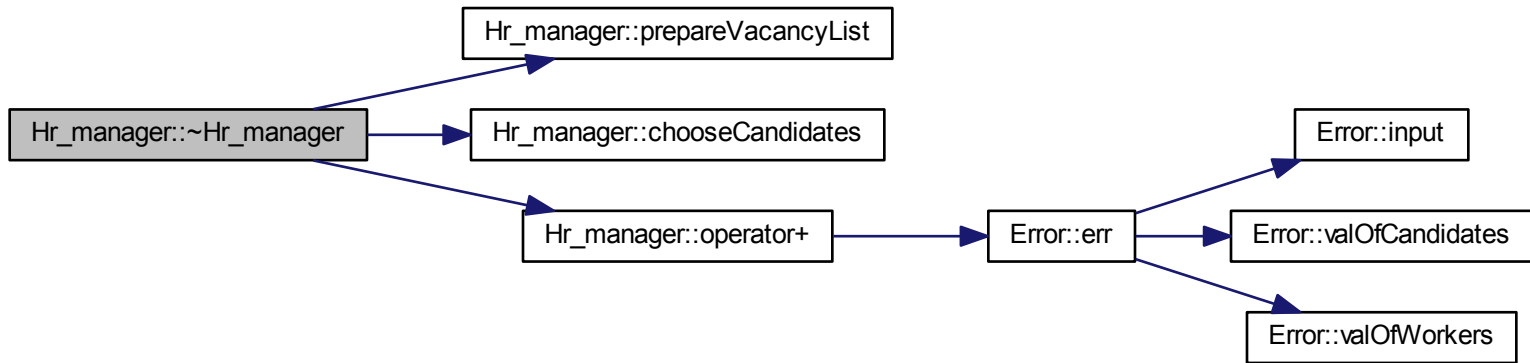 Hr_manager::prepareVacancyList
Hr_manager::~Hr_manager
Hr_manager::chooseCandidates
Hr_manager::operator+
Error::err
Error::input
Error::valOfCandidates
Error::valOfWorkers